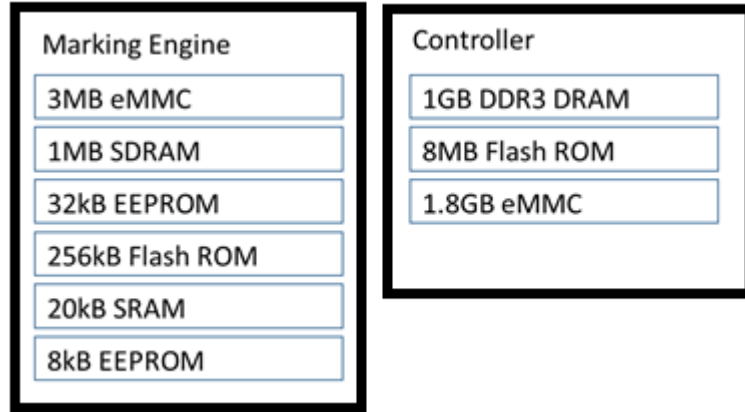 Marking Engine
3MB eMMC
1MB SDRAM
32kB EEPROM
256kB Flash ROM
20kB SRAM
8kB EEPROM
Controller
1GB DDR3 DRAM
8MB Flash ROM
1.8GB eMMC